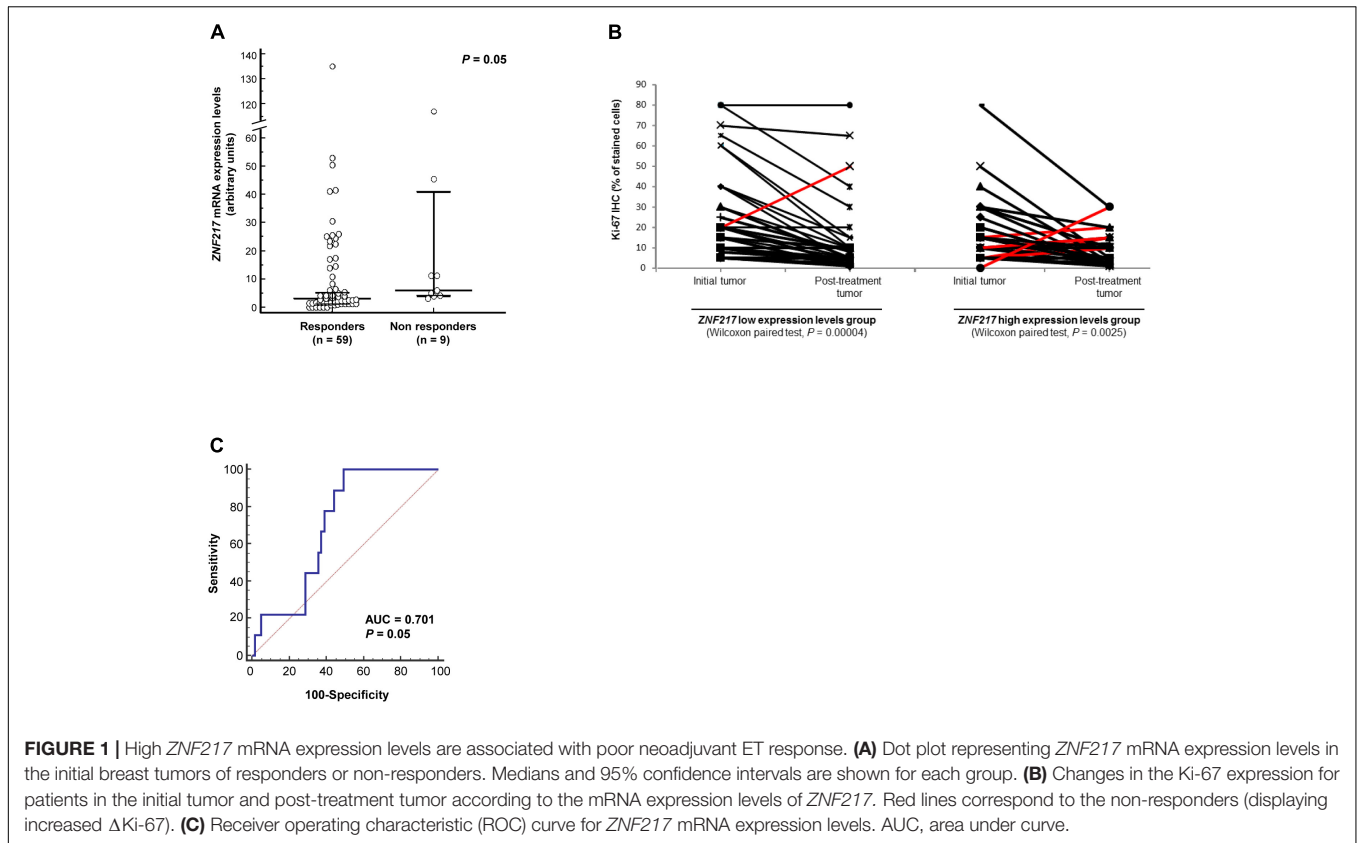 A
P = 0.05
ZNF217 mRNA expression levels
(arbitrary units)
140
130
120
60
50
40
30
20
10
0
Responders
(n = 59)
Non responders
(n = 9)
B
Ki-67 IHC (% of stained cells)
90
80
70
60
50
40
30
20
10
0
Initial tumor
Post-treatment
tumor
Initial tumor
Post-treatment
tumor
ZNF217 low expression levels group
(Wilcoxon paired test, P = 0.00004)
ZNF217 high expression levels group
(Wilcoxon paired test, P = 0.0025)
C
Sensitivity
100
80
60
40
20
0
AUC = 0.701
P = 0.05
0 20 40 60 80 100
100-Specificity
FIGURE 1 | High ZNF217 mRNA expression levels are associated with poor neoadjuvant ET response. (A) Dot plot representing ZNF217 mRNA expression levels in
the initial breast tumors of responders or non-responders. Medians and 95% confidence intervals are shown for each group. (B) Changes in the Ki-67 expression for
patients in the initial tumor and post-treatment tumor according to the mRNA expression levels of ZNF217. Red lines correspond to the non-responders (displaying
increased ΔKi-67). (C) Receiver operating characteristic (ROC) curve for ZNF217 mRNA expression levels. AUC, area under curve.